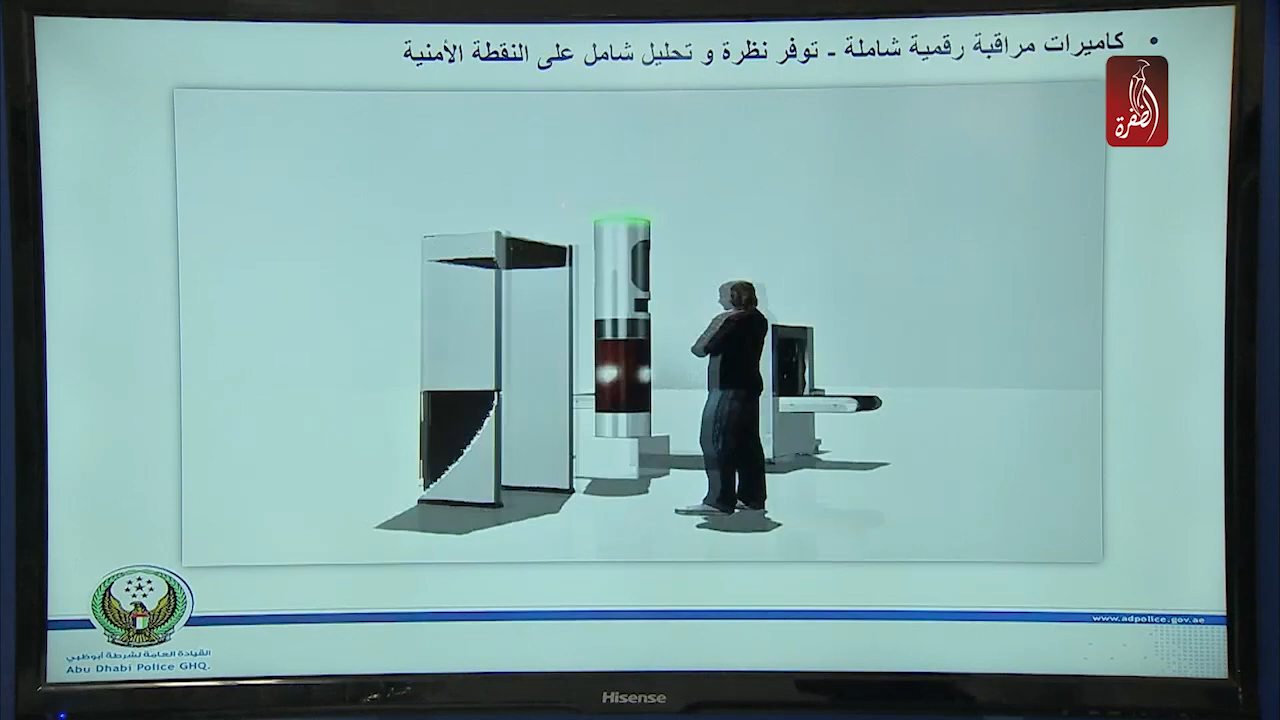 • كاميرات مراقبة رقمية شاملة - توفر نظرة و تحليل شامل على النقطة الأمنية
الظفرة
www.adpolice.gov.ae
القيادة العامة لشرطة أبوظبي
Abu Dhabi Police GHQ.
Hisense